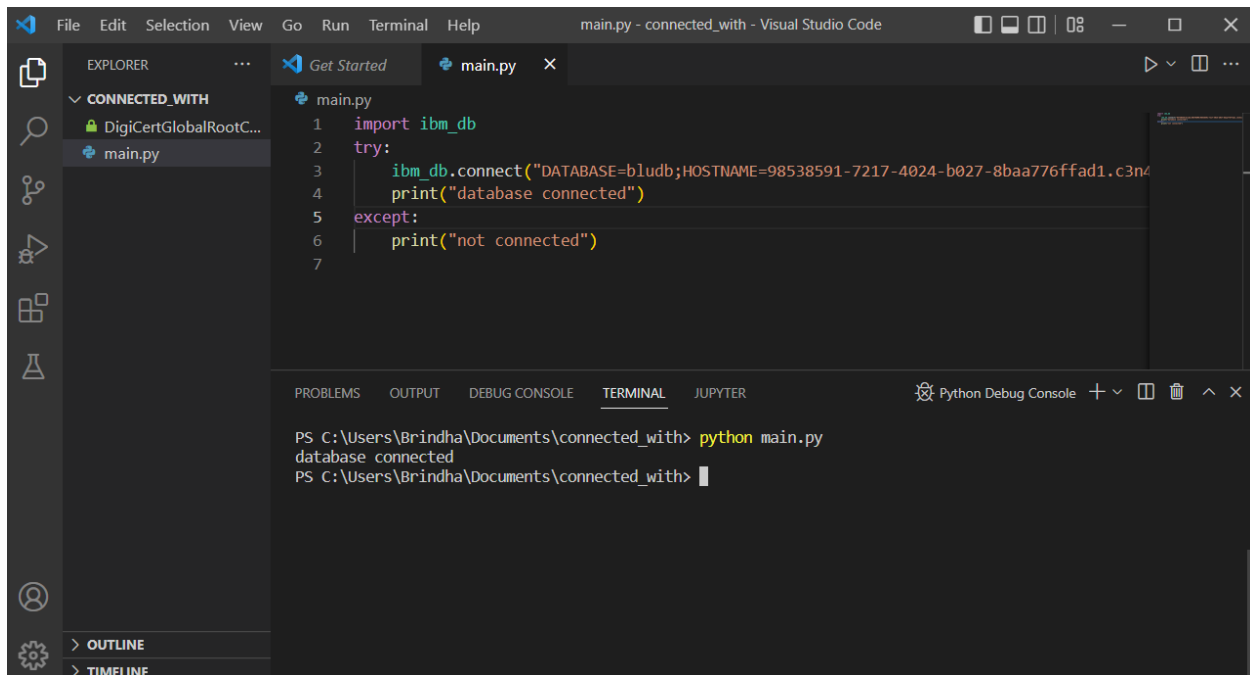 File Edit Selection View Go Run Terminal Help main.py - connected_with - Visual Studio Code
EXPLORER ···
CONNECTED_WITH
DigiCertGlobalRootC...
main.py
Get Started main.py
main.py
1 import ibm_db
2 try:
3 ibm_db.connect("DATABASE=bludb;HOSTNAME=98538591-7217-4024-b027-8baa776ffad1.c3n4
4 print("database connected")
5 except:
6 print("not connected")
7
PROBLEMS OUTPUT DEBUG CONSOLE TERMINAL JUPYTER Python Debug Console
PS C:\Users\Brindha\Documents\connected_with> python main.py
database connected
PS C:\Users\Brindha\Documents\connected_with>
OUTLINE
TIMELINE